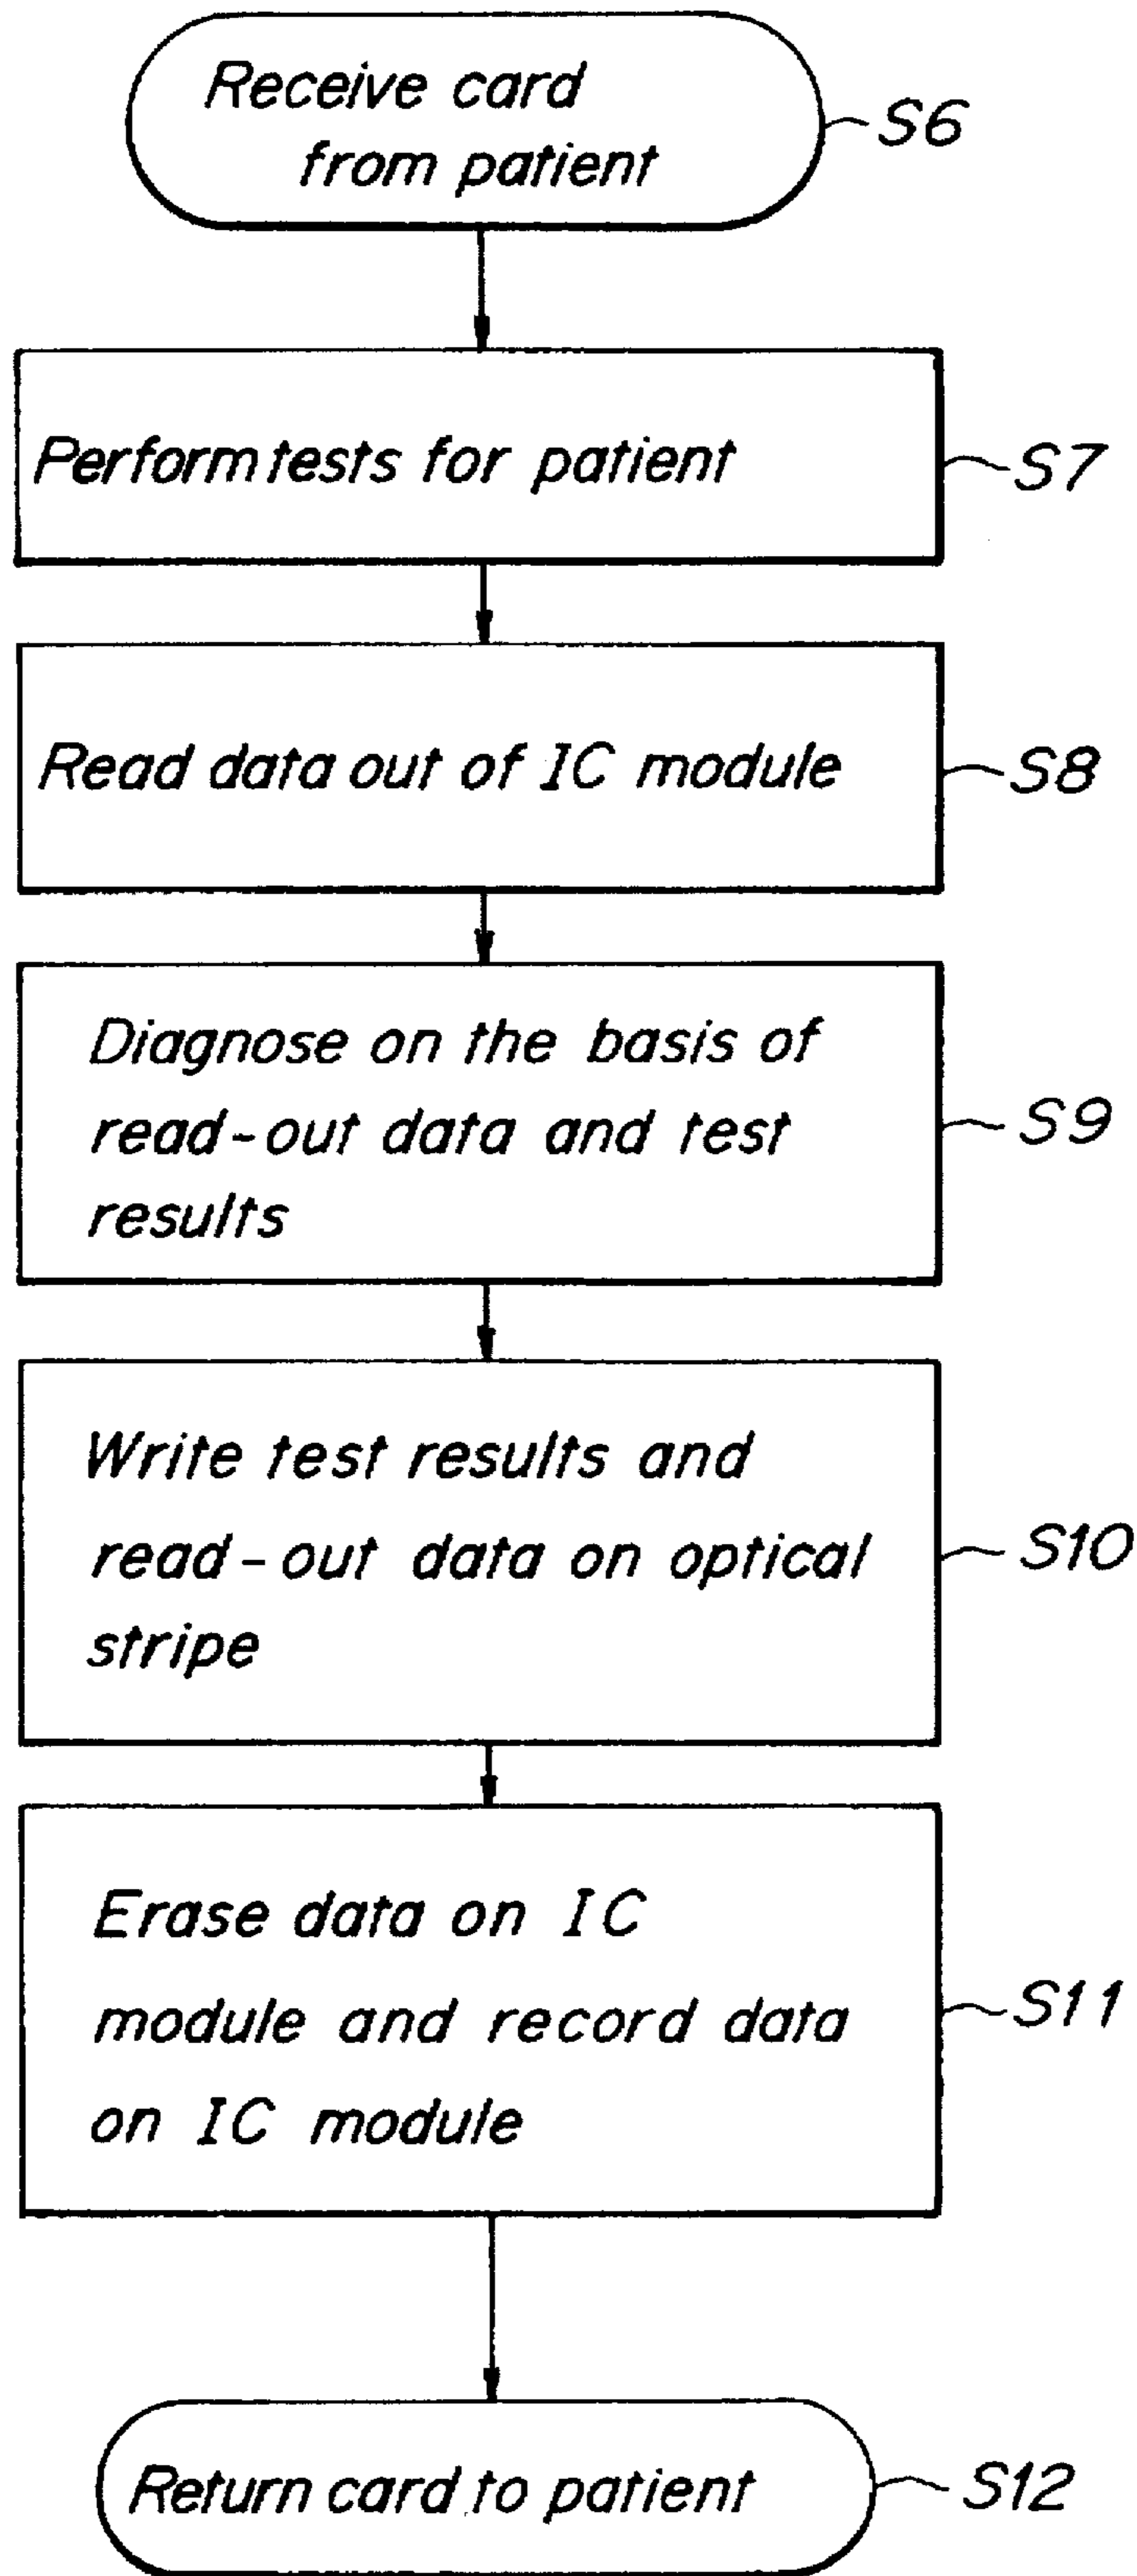 Receive card
from patient
S6
Perform tests for patient
S7
Read data out of IC module
S8
Diagnose on the basis of
read-out data and test
results
S9
Write test results and
read-out data on optical
stripe
S10
Erase data on IC
module and record data
on IC module
S11
Return card to patient
S12